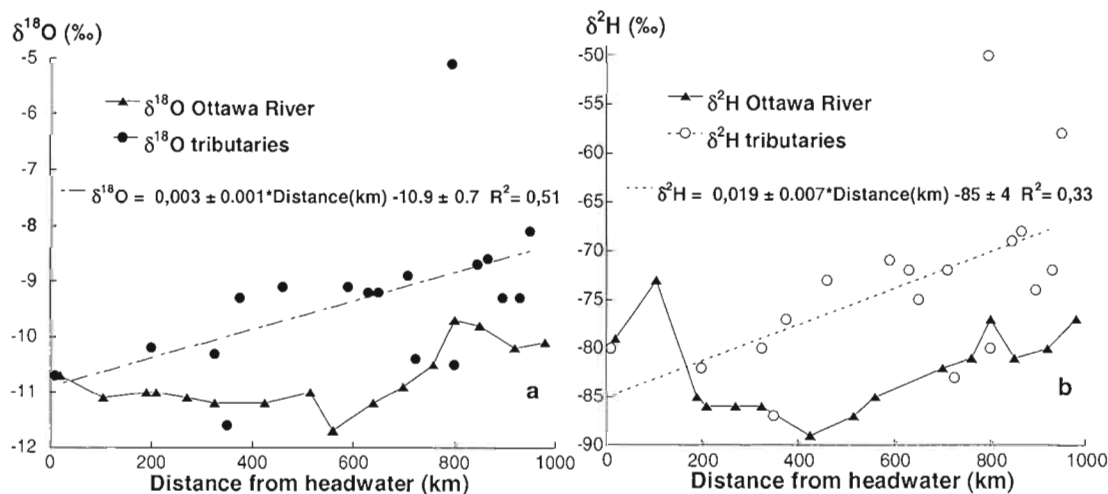 δ¹⁸O (‰)
-5
-6
-7
-8
-9
-10
-11
-12
δ¹⁸O Ottawa River
δ¹⁸O tributaries
δ¹⁸O = 0,003 ± 0.001*Distance(km) -10.9 ± 0.7 R²= 0,51
a
0 200 400 600 800 1000
Distance from headwater (km)
δ²H (‰)
-50
-55
-60
-65
-70
-75
-80
-85
-90
δ²H Ottawa River
δ²H tributaries
δ²H = 0,019 ± 0.007*Distance(km) -85 ± 4 R²= 0,33
b
0 200 400 600 800 1000
Distance from headwater (km)